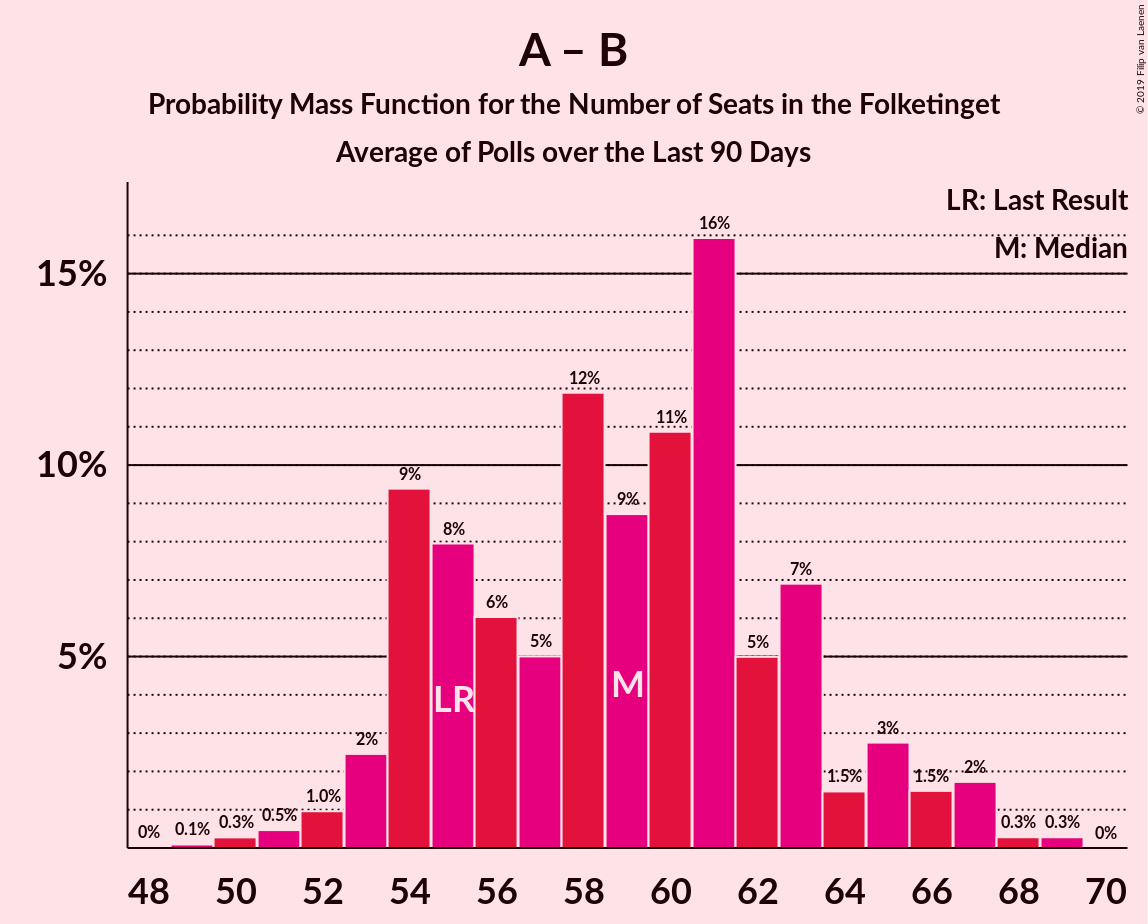 A – B
Probability Mass Function for the Number of Seats in the Folketinget
Average of Polls over the Last 90 Days
© 2019 Filip van Laenen
LR: Last Result
M: Median
15%
10%
5%
0%
0.1%
0.3%
0.5%
1.0%
2%
9%
8%
6%
5%
12%
9%
11%
16%
5%
7%
1.5%
3%
1.5%
2%
0.3%
0.3%
0%
LR
M
48 50 52 54 56 58 60 62 64 66 68 70